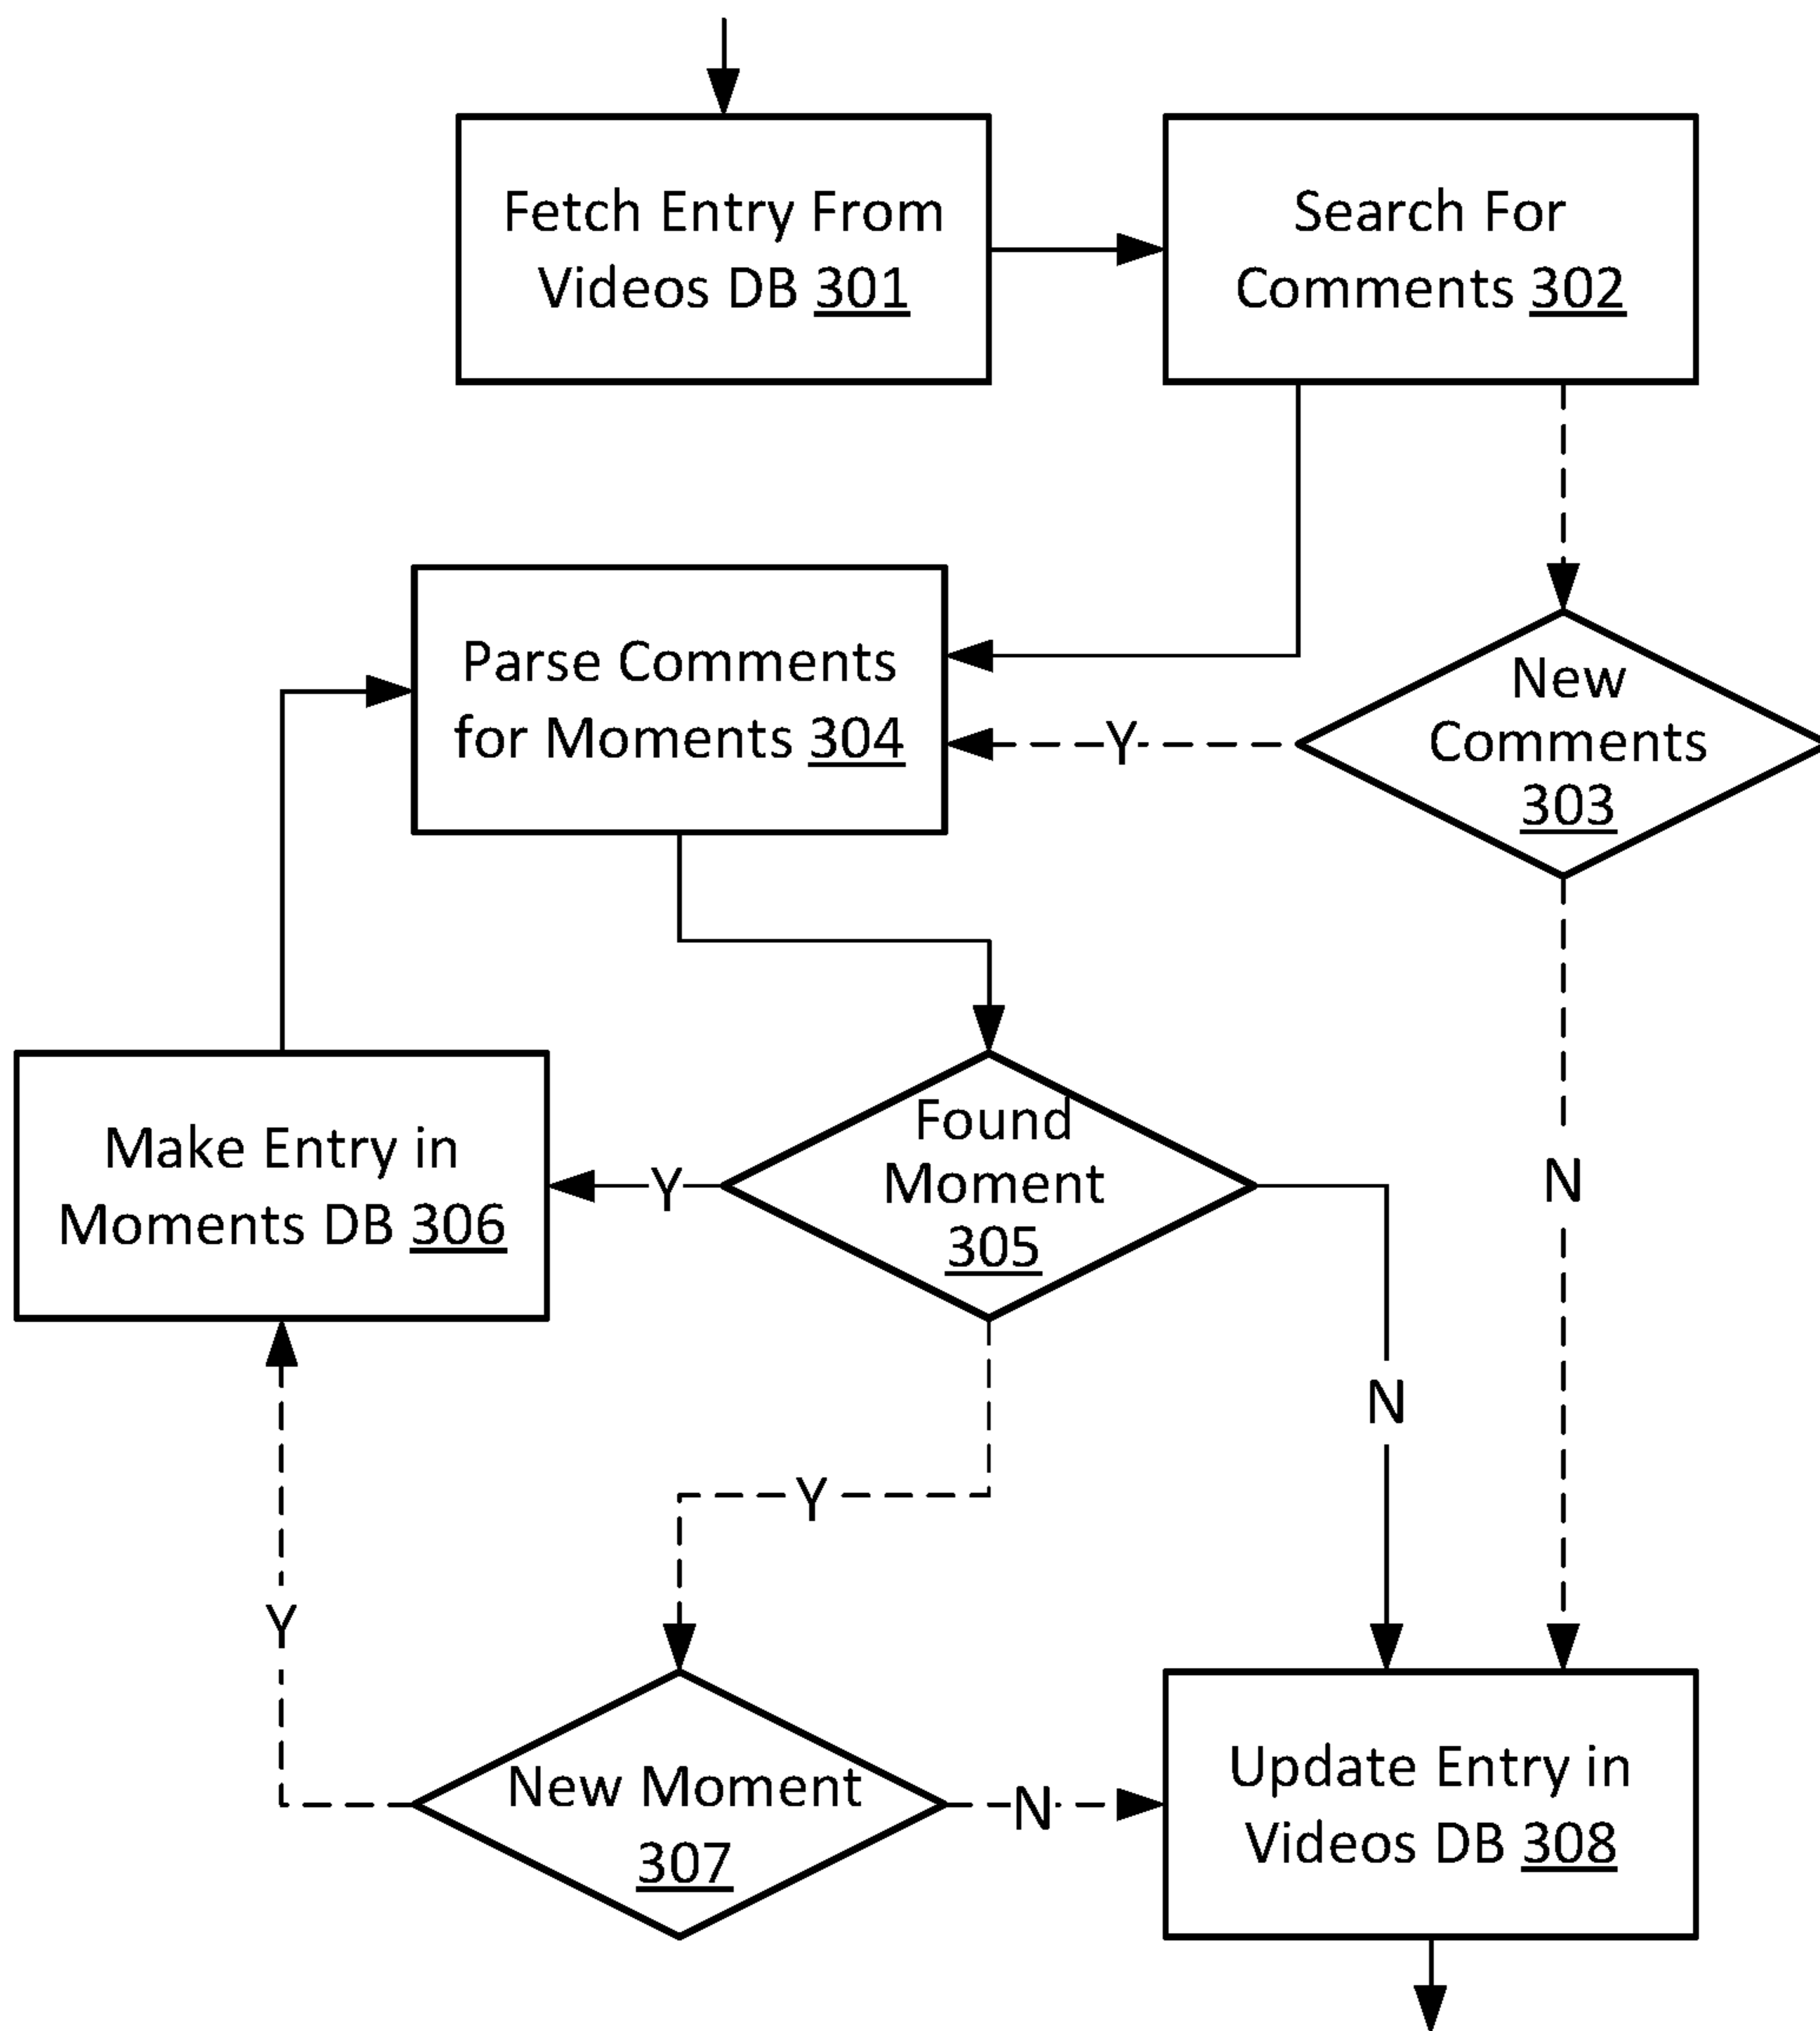 Fetch Entry From
Videos DB 301
Search For
Comments 302
Parse Comments
for Moments 304
Y
New
Comments
303
Make Entry in
Moments DB 306
Y
Found
Moment
305
N
N
Y
Y
New Moment
307
N
Update Entry in
Videos DB 308